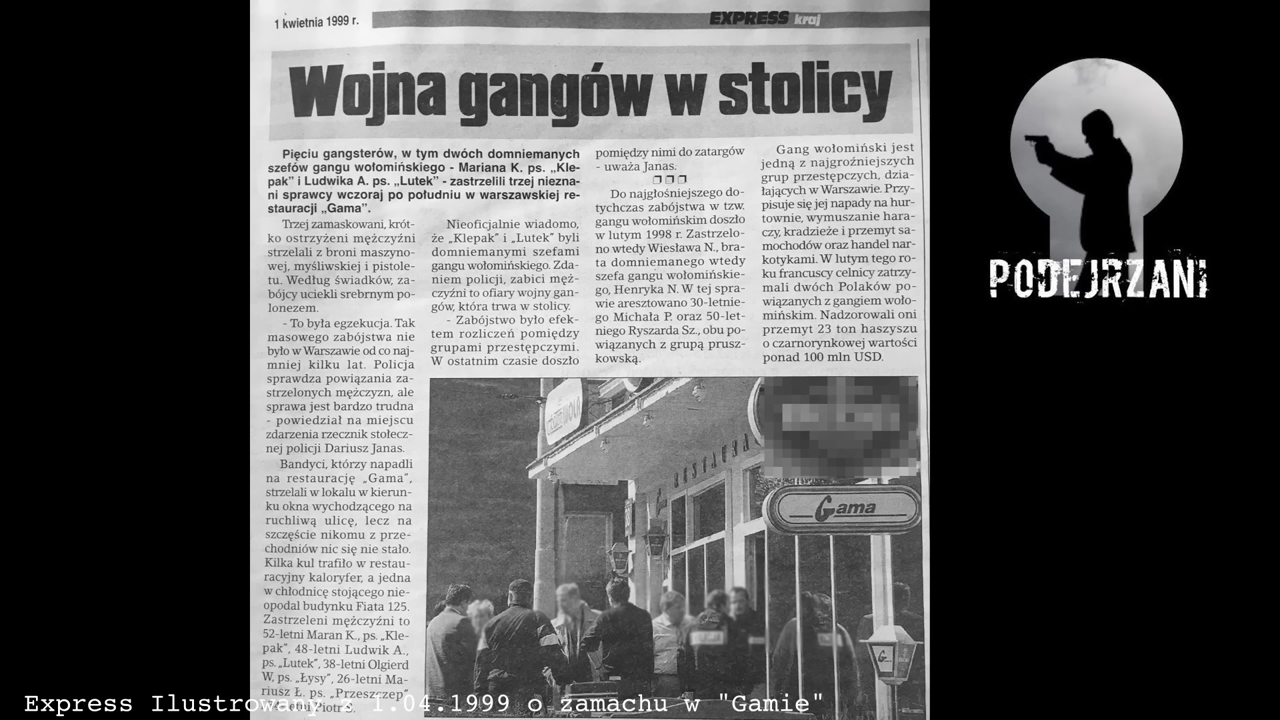 1 kwietnia 1999 r.
EXPRESS kraj
Wojna gangów w stolicy
Pięciu gangsterów, w tym dwóch domniemanych
szefów gangu wołomińskiego - Mariana K. ps. „Kle-
pak” i Ludwika A. ps. „Lutek” - zastrzelili trzej niezna-
ni sprawcy wczoraj po południu w warszawskiej re-
stauracji „Gama”.
Trzej zamaskowani, krót-
ko ostrzyżeni mężczyźni
strzelali z broni maszyno-
wej, myśliwskiej i pistole-
tu. Według świadków, za-
bójcy uciekli srebrnym po-
lonezem.
- To była egzekucja. Tak
masowego zabójstwa nie
było w Warszawie od co naj-
mniej kilku lat. Policja
sprawdza powiązania za-
strzelonych mężczyzn, ale
sprawa jest bardzo trudna
- powiedział na miejscu
zdarzenia rzecznik stołecz-
nej policji Dariusz Janas.
Bandyci, którzy napadli
na restaurację „Gama”,
strzelali w lokalu w kierun-
ku okna wychodzącego na
ruchliwą ulicę, lecz na
szczęście nikomu z prze-
chodniów nic się nie stało.
Kilka kul trafiło w restau-
racyjny kaloryfer, a jedna
w chłodnicę stojącego nie-
opodal budynku Fiata 125.
Zastrzeleni mężczyźni to
52-letni Maran K., ps. „Kle-
pak”, 48-letni Ludwik A.,
ps. „Lutek”, 38-letni Olgierd
W. ps. „Łysy”, 26-letni Ma-
riusz Ł. ps. „Przeszczep”
Nieoficjalnie wiadomo,
że „Klepak” i „Lutek” byli
domniemanymi szefami
gangu wołomińskiego. Zda-
niem policji, zabici męż-
czyźni to ofiary wojny gan-
gów, która trwa w stolicy.
- Zabójstwo było efek-
tem rozliczeń pomiędzy
grupami przestępczymi.
W ostatnim czasie doszło
pomiędzy nimi do zatargów
- uważa Janas.
Do najgłośniejszego do-
tychczas zabójstwa w tzw.
gangu wołomińskim doszło
w lutym 1998 r. Zastrzelo-
no wtedy Wiesława N., bra-
ta domniemanego wtedy
szefa gangu wołomińskie-
go, Henryka N. W tej spra-
wie aresztowano 30-letnie-
go Michała P. oraz 50-let-
niego Ryszarda Sz., obu po-
wiązanych z grupą prusz-
kowską.
Gang wołomiński jest
jedną z najgroźniejszych
grup przestępczych, dzia-
łających w Warszawie. Przy-
pisuje się jej napady na hur-
townie, wymuszanie hara-
czy, kradzieże i przemyt sa-
mochodów oraz handel nar-
kotykami. W lutym tego ro-
ku francuscy celnicy zatrzy-
mali dwóch Polaków po-
wiązanych z gangiem woło-
mińskim. Nadzorowali oni
przemyt 23 ton haszyszu
o czarnorynkowej wartości
ponad 100 mln USD.
RESTAURA
Gama
Gama
PODEJRZANI
Express Ilustrowany z 1.04.1999 o zamachu w "Gamie"